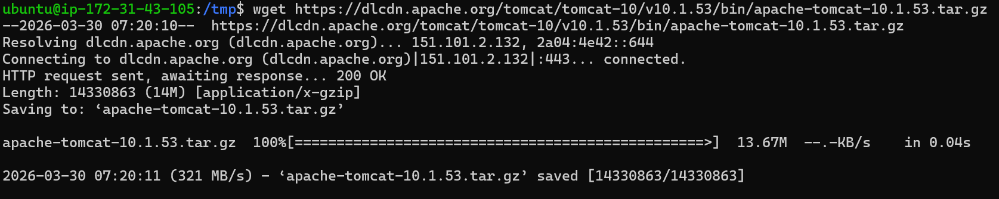 ubuntu@ip-172-31-43-105:/tmp$ wget https://dlcdn.apache.org/tomcat/tomcat-10/v10.1.53/bin/apache-tomcat-10.1.53.tar.gz
--2026-03-30 07:20:10--  https://dlcdn.apache.org/tomcat/tomcat-10/v10.1.53/bin/apache-tomcat-10.1.53.tar.gz
Resolving dlcdn.apache.org (dlcdn.apache.org)... 151.101.2.132, 2a04:4e42::644
Connecting to dlcdn.apache.org (dlcdn.apache.org)|151.101.2.132|:443... connected.
HTTP request sent, awaiting response... 200 OK
Length: 14330863 (14M) [application/x-gzip]
Saving to: ‘apache-tomcat-10.1.53.tar.gz’
apache-tomcat-10.1.53.tar.gz  100%[=================================================>]  13.67M  --.-KB/s    in 0.04s
2026-03-30 07:20:11 (321 MB/s) - ‘apache-tomcat-10.1.53.tar.gz’ saved [14330863/14330863]